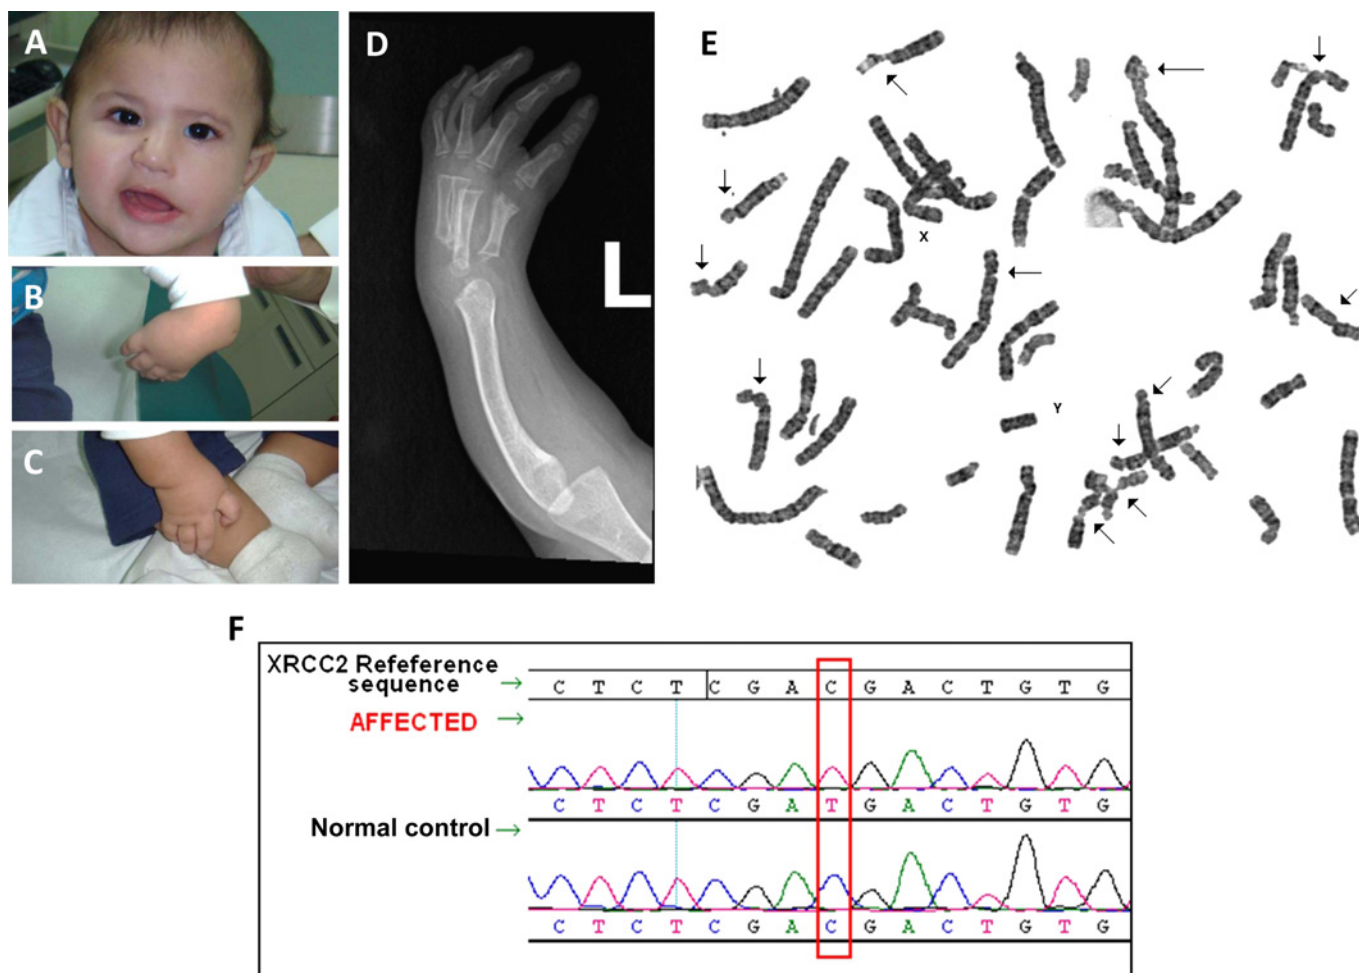 A
B
C
D
L
E
X
Y
F
XRCC2 Refeference
sequence
C T C T C G A C G A C T G T G
AFFECTED
C T C T C G A T G A C T G T G
Normal control
C T C T C G A C G A C T G T G